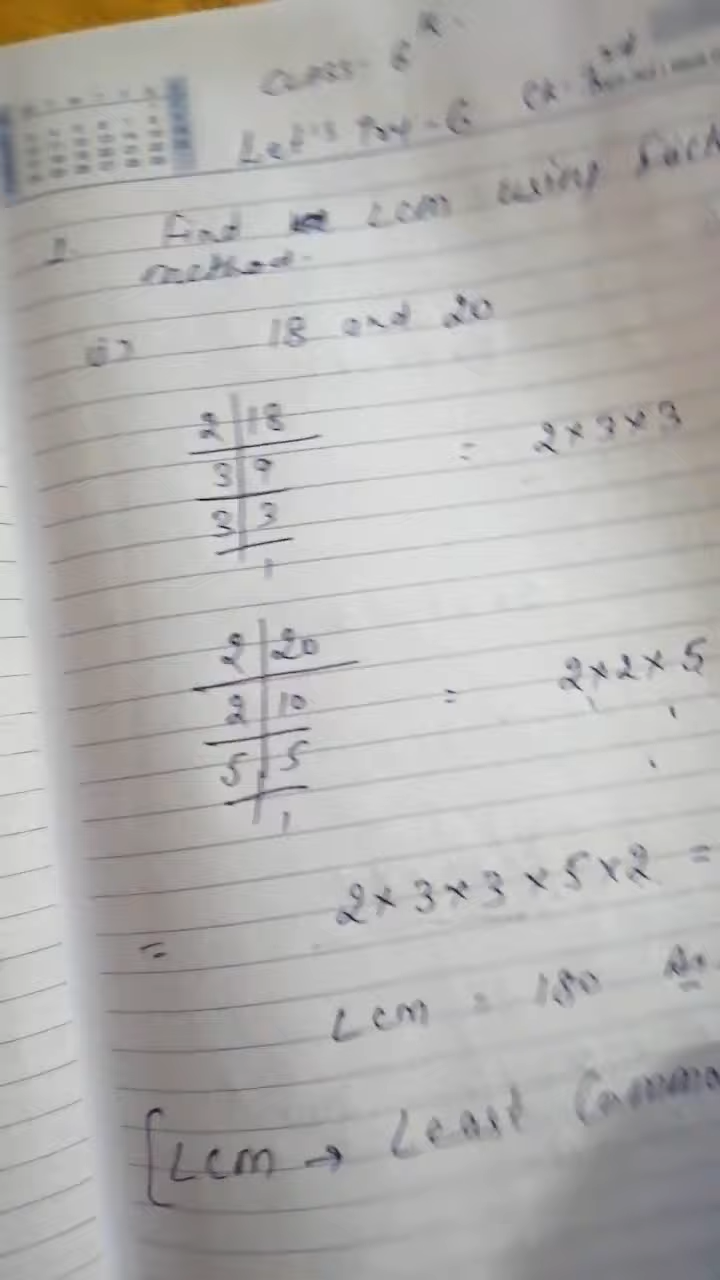 CLASS - 6
Let's Try - 6 Ch - 3rd
1. Find LCM using
method.
18 and 20
2 | 18
3 | 9 = 2 × 3 × 3
3 | 3
1
2 | 20
2 | 10 = 2 × 2 × 5
5 | 5
1
= 2 × 3 × 3 × 5 × 2 =
LCM = 180
[LCM → Least